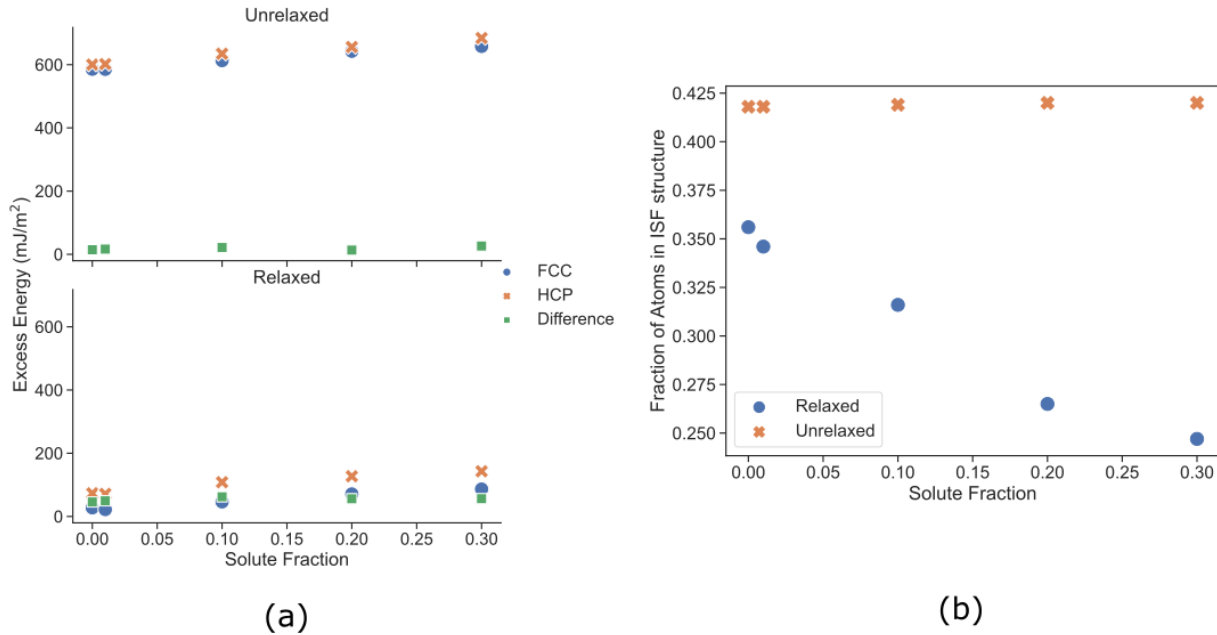 Unrelaxed
600
400
200
0
Relaxed
600
400
200
0
Excess Energy (mJ/m²)
0.00 0.05 0.10 0.15 0.20 0.25 0.30
Solute Fraction
FCC
HCP
Difference
(a)
0.425
0.400
0.375
0.350
0.325
0.300
0.275
0.250
Fraction of Atoms in ISF structure
Relaxed
Unrelaxed
0.00 0.05 0.10 0.15 0.20 0.25 0.30
Solute Fraction
(b)